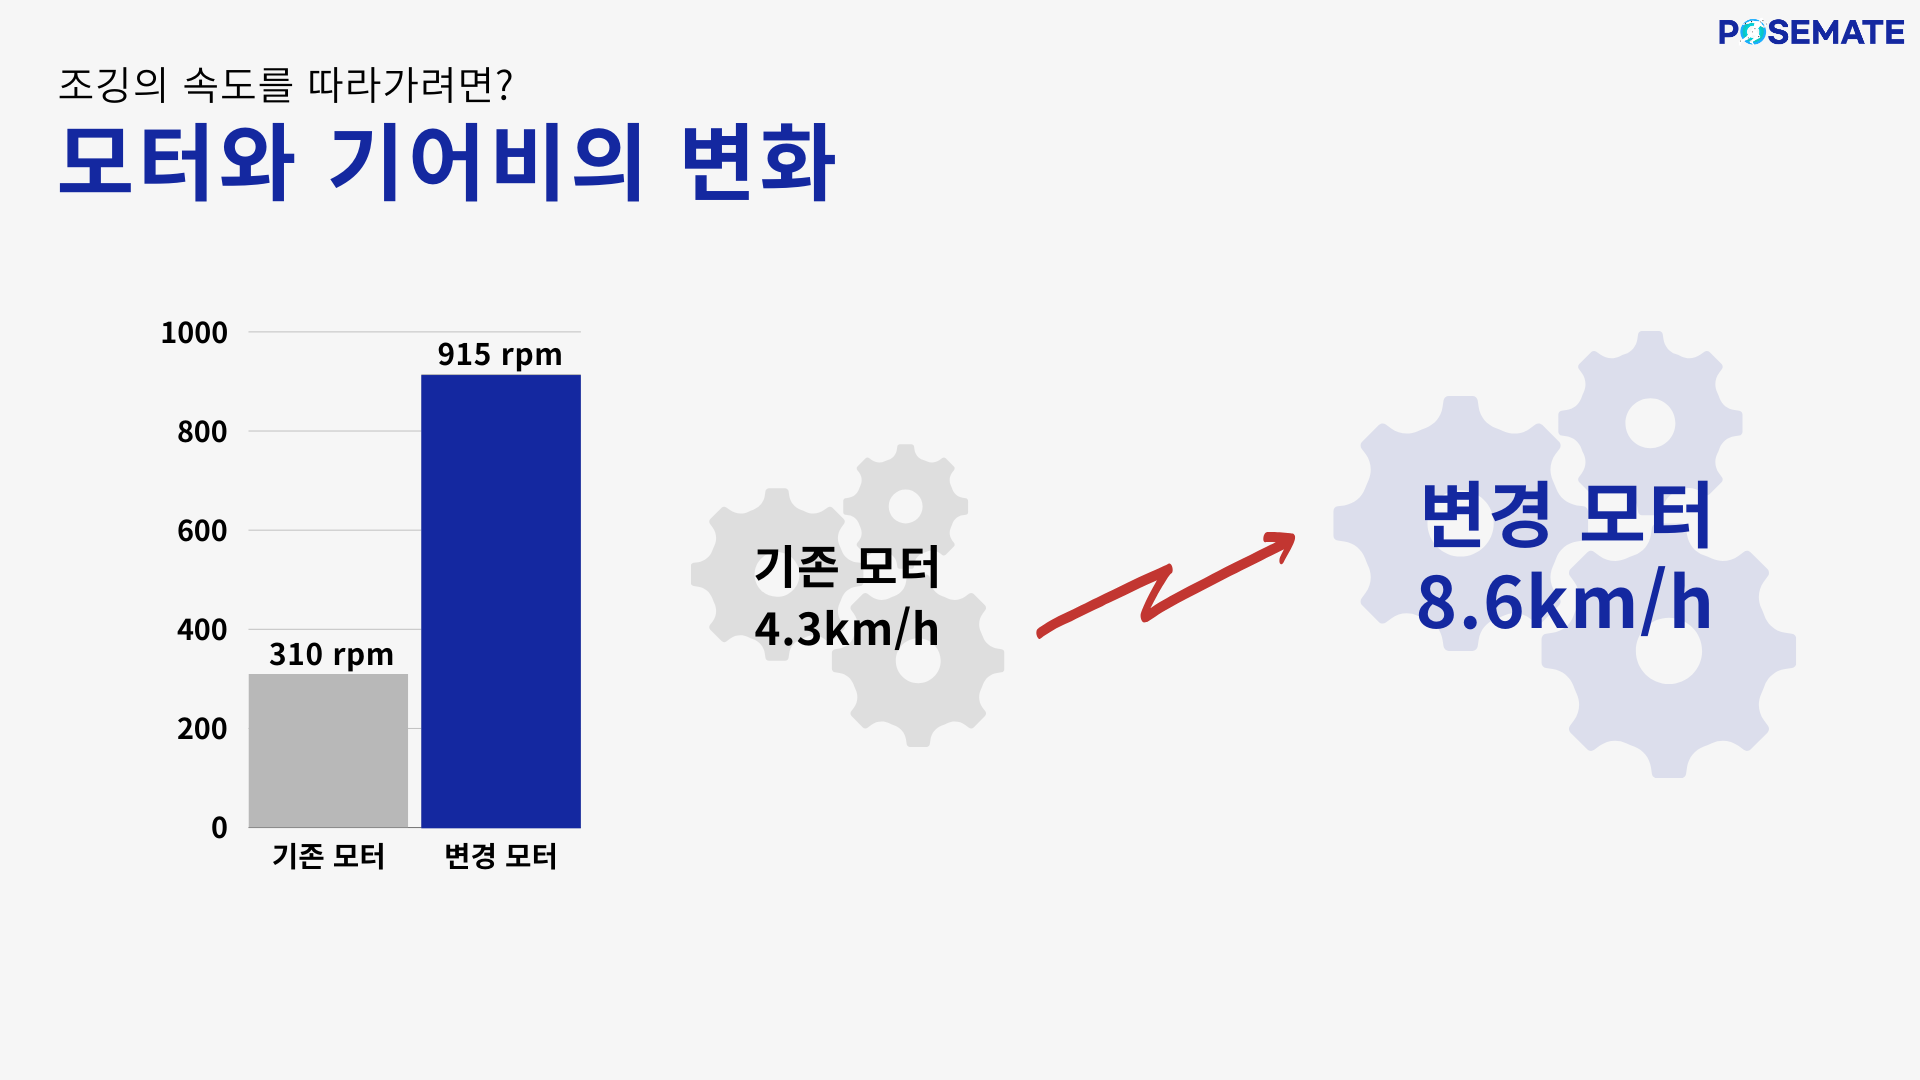 POSEMATE
조깅의 속도를 따라가려면?
모터와 기어비의 변화
1000
800
600
400
200
0
915 rpm
310 rpm
기존 모터
변경 모터
기존 모터
4.3km/h
변경 모터
8.6km/h